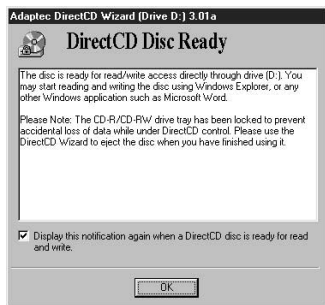 Adaptec DirectCD Wizard (Drive D:) 3.01a
DirectCD Disc Ready
The disc is ready for read/write access directly through drive (D:). You
may start reading and writing the disc using Windows Explorer, or any
other Windows application such as Microsoft Word.
Please Note: The CD-R/CD-RW drive tray has been locked to prevent
accidental loss of data while under DirectCD control. Please use the
DirectCD Wizard to eject the disc when you have finished using it.
Display this notification again when a DirectCD disc is ready for read
and write.
OK